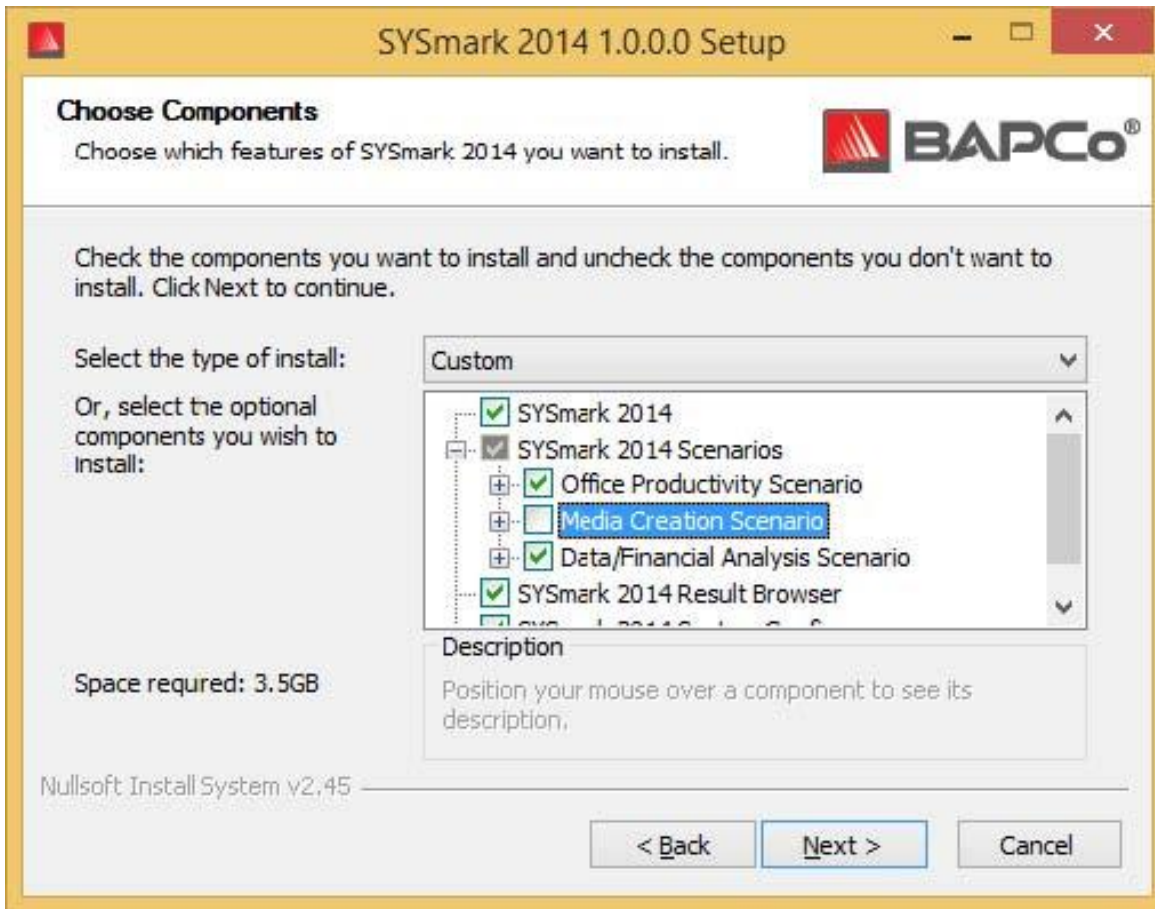 SYSmark 2014 1.0.0.0 Setup
Choose Components
Choose which features of SYSmark 2014 you want to install.
BAPCo®
Check the components you want to install and uncheck the components you don't want to
install. Click Next to continue.
Select the type of install:
Custom
Or, select the optional
components you wish to
install:
SYSmark 2014
SYSmark 2014 Scenarios
Office Productivity Scenario
Media Creation Scenario
Data/Financial Analysis Scenario
SYSmark 2014 Result Browser
Space requred: 3.5GB
Description
Position your mouse over a component to see its
description.
Nullsoft Install System v2.45
< Back
Next >
Cancel